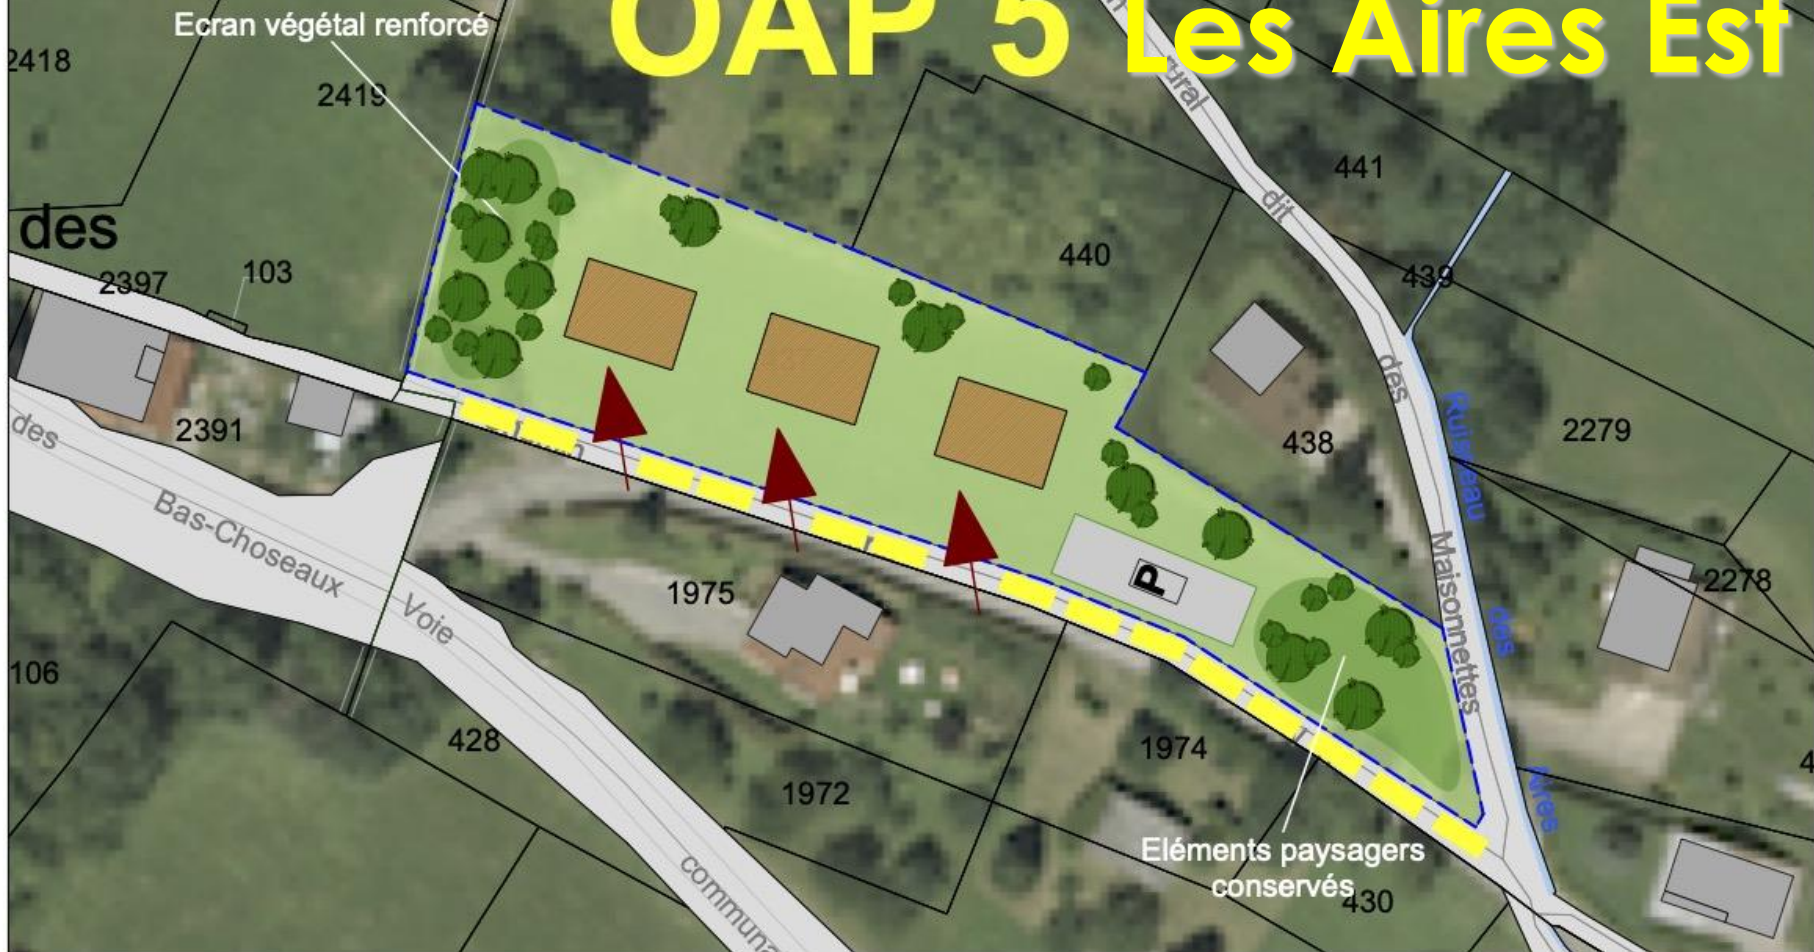 OAP 5 Les Aires Est
Ecran végétal renforcé
2418
2419
rural
441
dit
des
440
439
2397
103
des
438
Ruisseau
2279
2391
des
Bas-Choseaux
Maisonnettes
1975
P
2278
Voie
des
106
428
1974
1972
Aires
Eléments paysagers
conservés
430
communa